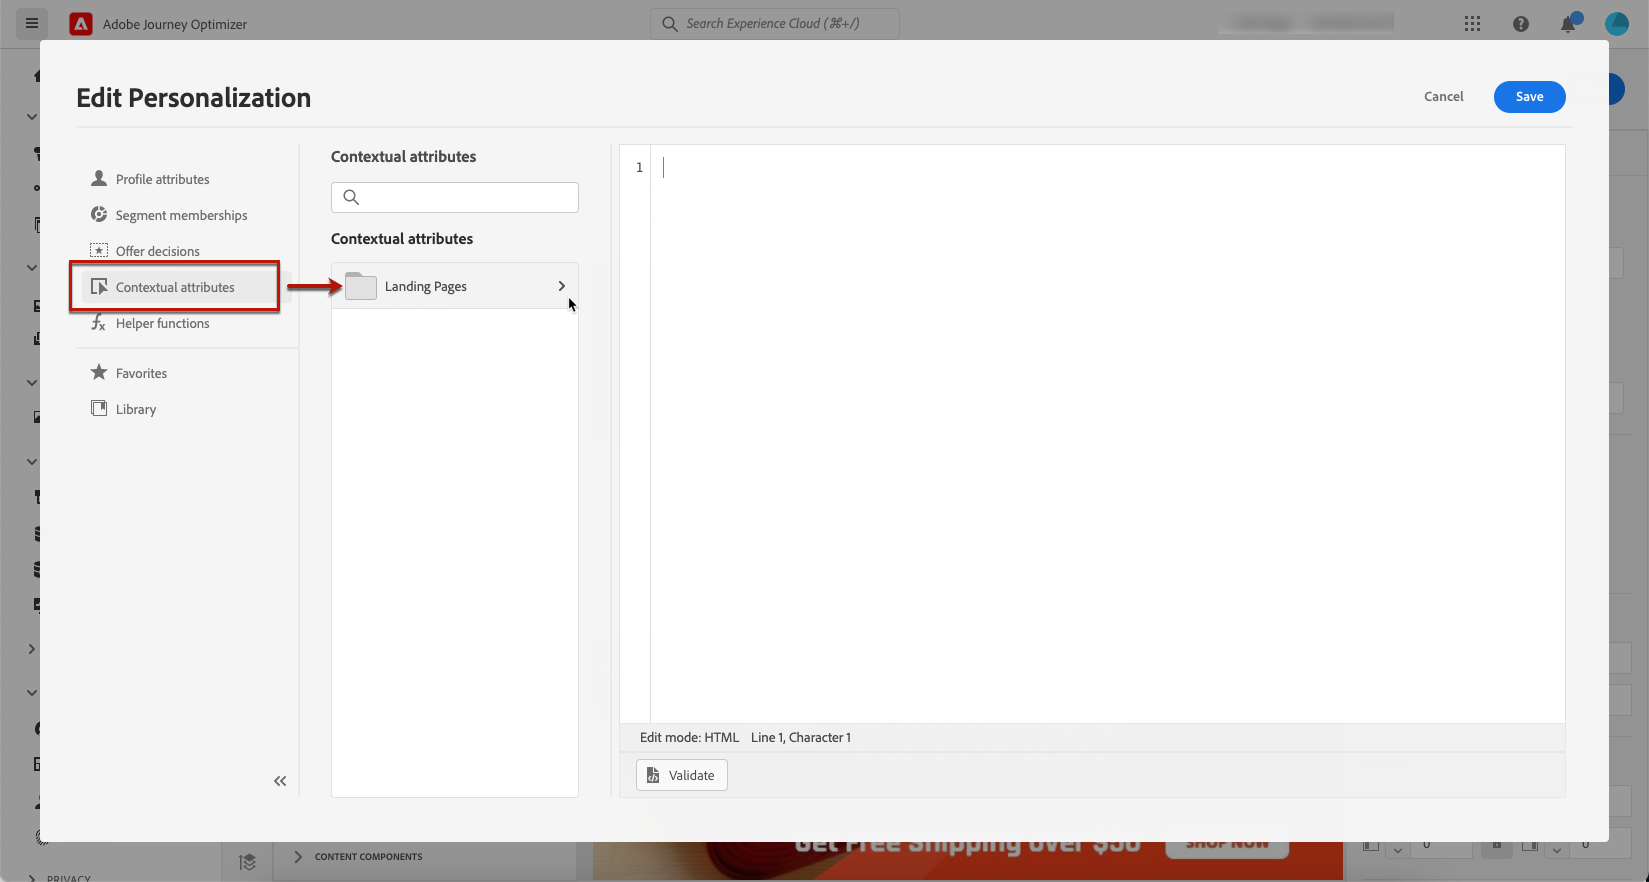 Adobe Journey Optimizer
Search Experience Cloud (⌘+/)
Edit Personalization
Cancel
Save
Profile attributes
Segment memberships
Offer decisions
Contextual attributes
Helper functions
Favorites
Library
Contextual attributes
Contextual attributes
Landing Pages
1
Edit mode: HTML Line 1, Character 1
Validate
CONTENT COMPONENTS
Get Free Shipping Over $50
SHOP NOW
0
0
PRIVACY